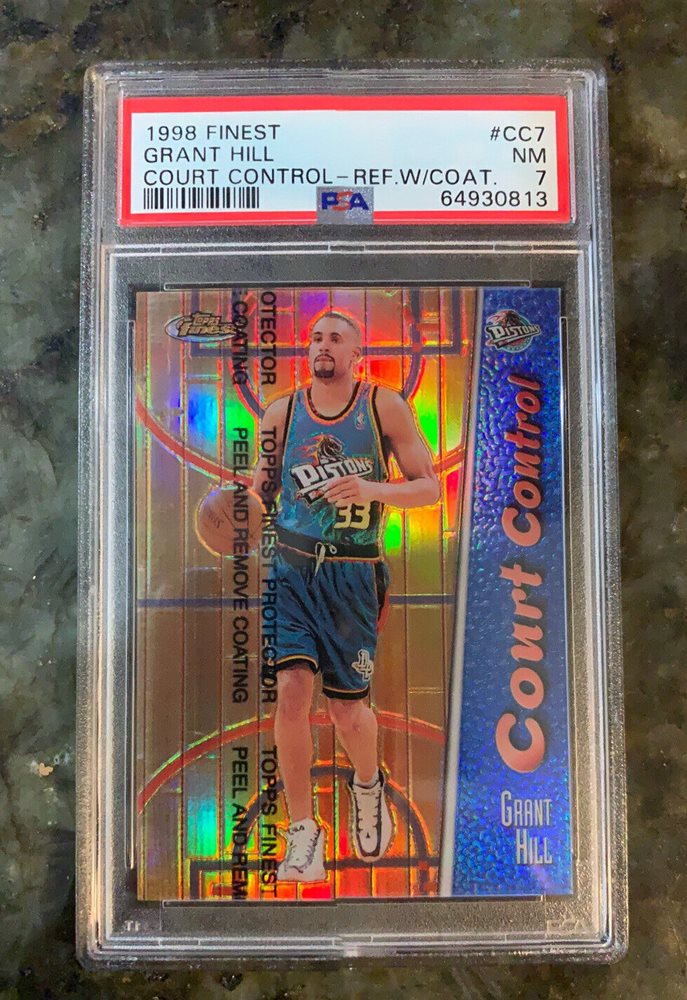 1998 FINEST #CC7
GRANT HILL NM
COURT CONTROL-REF.W/COAT. 7
PSA 64930813
Topps
finest
PISTONS
OTECTOR TOPPS FINEST PROTECTOR TOPPS FINEST
COATING PEEL AND REMOVE COATING PEEL AND REM
PISTONS
33
Court Control
GRANT
HILL
PSA